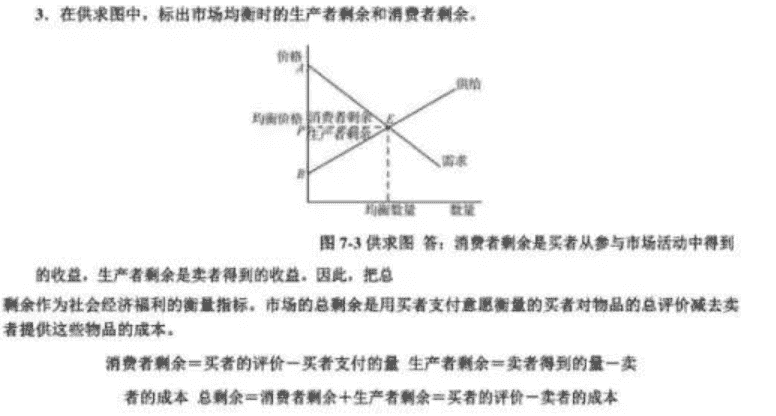 3．在供求图中，标出市场均衡时的生产者剩余和消费者剩余。
价格
A
供给
均衡价格 消费者剩余 E
P 生产者剩余
B
需求
均衡数量 数量
图 7-3 供求图 答：消费者剩余是买者从参与市场活动中得到
的收益，生产者剩余是卖者得到的收益。因此，把总
剩余作为社会经济福利的衡量指标。市场的总剩余是用买者支付意愿衡量的买者对物品的总评价减去卖
者提供这些物品的成本。
消费者剩余＝买者的评价－买者支付的量 生产者剩余＝卖者得到的量－卖
者的成本 总剩余＝消费者剩余＋生产者剩余＝买者的评价－卖者的成本